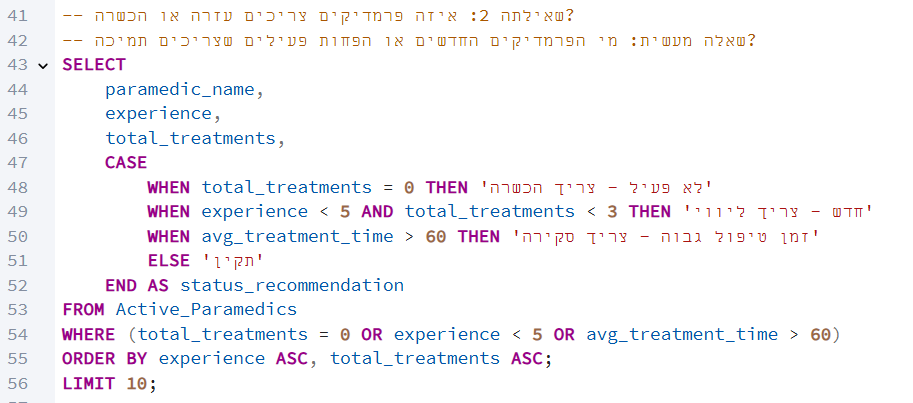 41 -- שאילתה 2: איזה פרמדיקים צריכים עזרה או הכשרה?
42 -- שאלה מעשית: מי הפרמדיקים החדשים או הפחות פעילים שצריכים תמיכה?
43 SELECT
44 paramedic_name,
45 experience,
46 total_treatments,
47 CASE
48 WHEN total_treatments = 0 THEN 'לא פעיל - צריך הכשרה'
49 WHEN experience < 5 AND total_treatments < 3 THEN 'חדש - צריך ליווי'
50 WHEN avg_treatment_time > 60 THEN 'זמן טיפול גבוה - צריך סקירה'
51 ELSE 'תקין'
52 END AS status_recommendation
53 FROM Active_Paramedics
54 WHERE (total_treatments = 0 OR experience < 5 OR avg_treatment_time > 60)
55 ORDER BY experience ASC, total_treatments ASC;
56 LIMIT 10;